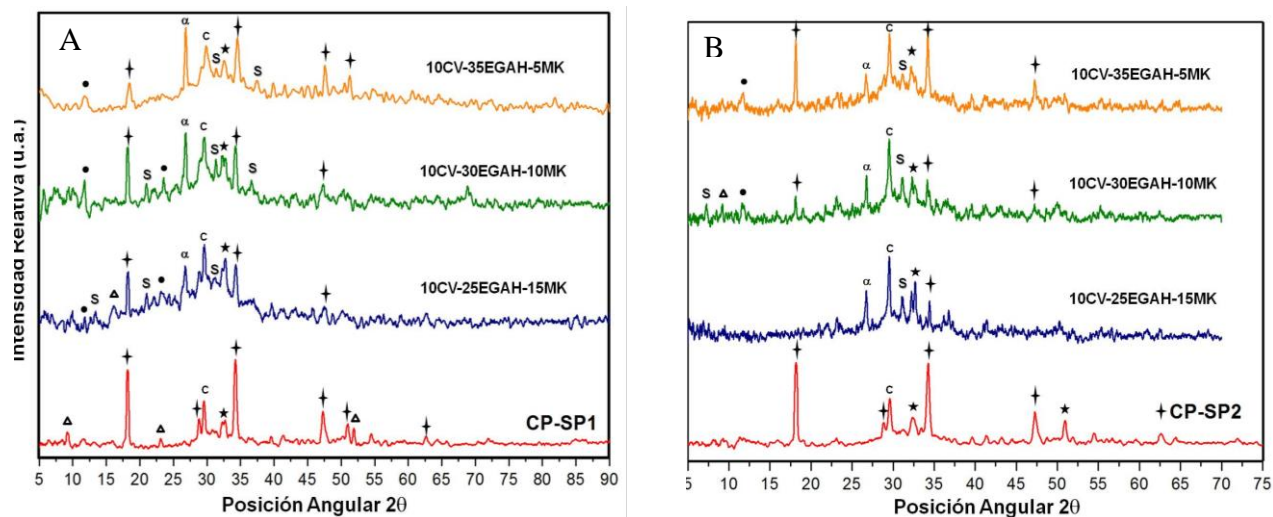 A
α
C
S
★
✦
✦
✦
S
●
✦
10CV-35EGAH-5MK
●
✦
S
●
α
C
S
★
✦
S
✦
10CV-30EGAH-10MK
●
S
△
✦
S
●
α
C
S
★
✦
✦
10CV-25EGAH-15MK
△
✦
△
✦
C
★
✦
✦
✦
△
✦
CP-SP1
Intensidad Relativa (u.a.)
5 10 15 20 25 30 35 40 45 50 55 60 65 70 75 80 85 90
Posición Angular 2θ
B
●
✦
α
C
S
★
✦
✦
10CV-35EGAH-5MK
S
△
●
✦
α
C
S
★
✦
✦
10CV-30EGAH-10MK
α
C
S
★
✦
10CV-25EGAH-15MK
✦
✦
C
★
✦
✦
★
✦
CP-SP2
5 10 15 20 25 30 35 40 45 50 55 60 65 70 75
Posición Angular 2θ